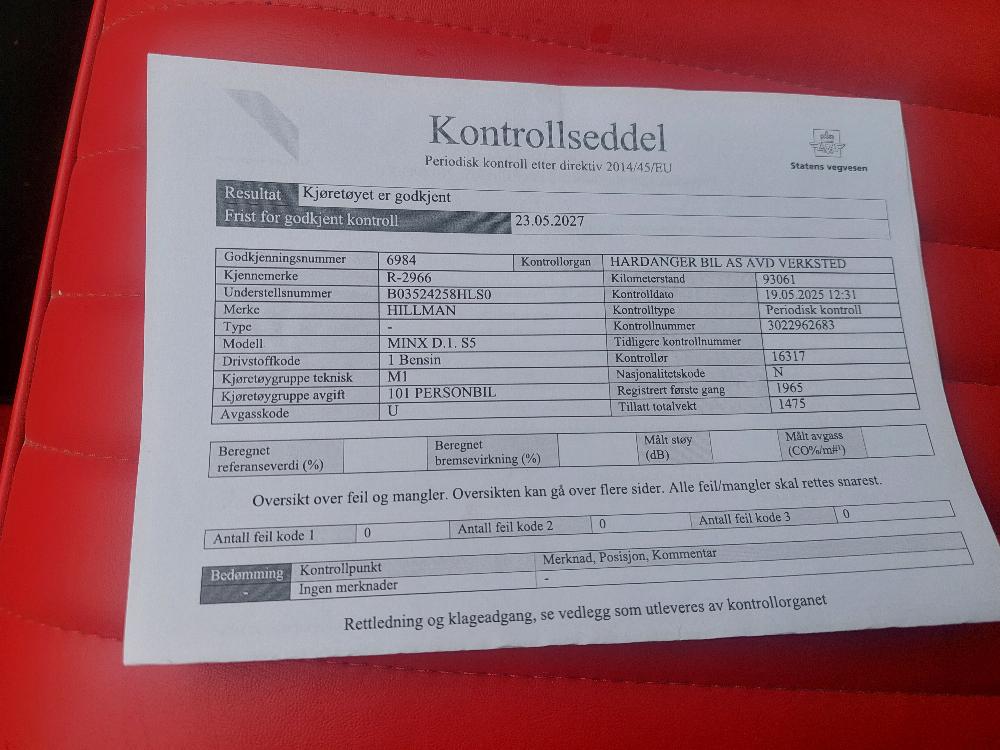 Kontrollseddel
Periodisk kontroll etter direktiv 2014/45/EU
Statens vegvesen
Resultat Kjøretøyet er godkjent
Frist for godkjent kontroll 23.05.2027
Godkjenningsnummer 6984 Kontrollorgan HARDANGER BIL AS AVD VERKSTED
Kjennemerke R-2966 Kilometerstand 93061
Understellsnummer B03524258HLS0 Kontrolldato 19.05.2025 12:31
Merke HILLMAN Kontrolltype Periodisk kontroll
Type - Kontrollnummer 3022962683
Modell MINX D.1. S5 Tidligere kontrollnummer
Drivstoffkode 1 Bensin Kontrollør 16317
Kjøretøygruppe teknisk M1 Nasjonalitetskode N
Kjøretøygruppe avgift 101 PERSONBIL Registrert første gang 1965
Avgasskode U Tillatt totalvekt 1475
Beregnet Beregnet Målt støy Målt avgass
referanseverdi (%) bremsevirkning (%) (dB) (CO%/m#¹)
Oversikt over feil og mangler. Oversikten kan gå over flere sider. Alle feil/mangler skal rettes snarest.
Antall feil kode 1 0 Antall feil kode 2 0 Antall feil kode 3 0
Bedømming Kontrollpunkt Merknad, Posisjon, Kommentar
- Ingen merknader -
Rettledning og klageadgang, se vedlegg som utleveres av kontrollorganet